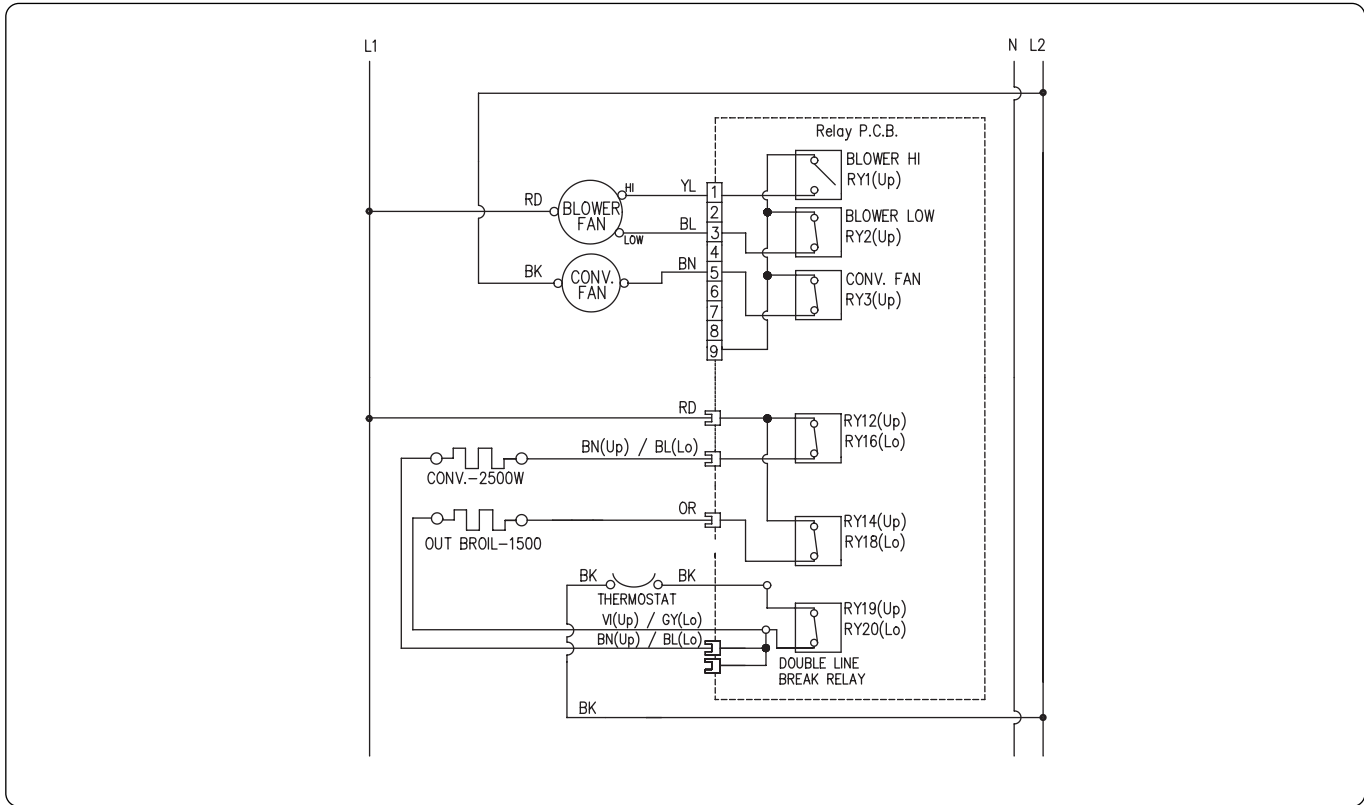 L1
N L2
Relay P.C.B.
BLOWER HI
RY1(Up)
HI
YL
1
RD
BLOWER
FAN
2
BLOWER LOW
RY2(Up)
BL
3
LOW
4
BN
5
CONV. FAN
RY3(Up)
BK
CONV.
FAN
6
7
8
9
RD
RY12(Up)
RY16(Lo)
BN(Up) / BL(Lo)
CONV.-2500W
OR
RY14(Up)
RY18(Lo)
OUT BROIL-1500
BK
BK
THERMOSTAT
RY19(Up)
RY20(Lo)
VI(Up) / GY(Lo)
BN(Up) / BL(Lo)
DOUBLE LINE
BREAK RELAY
BK